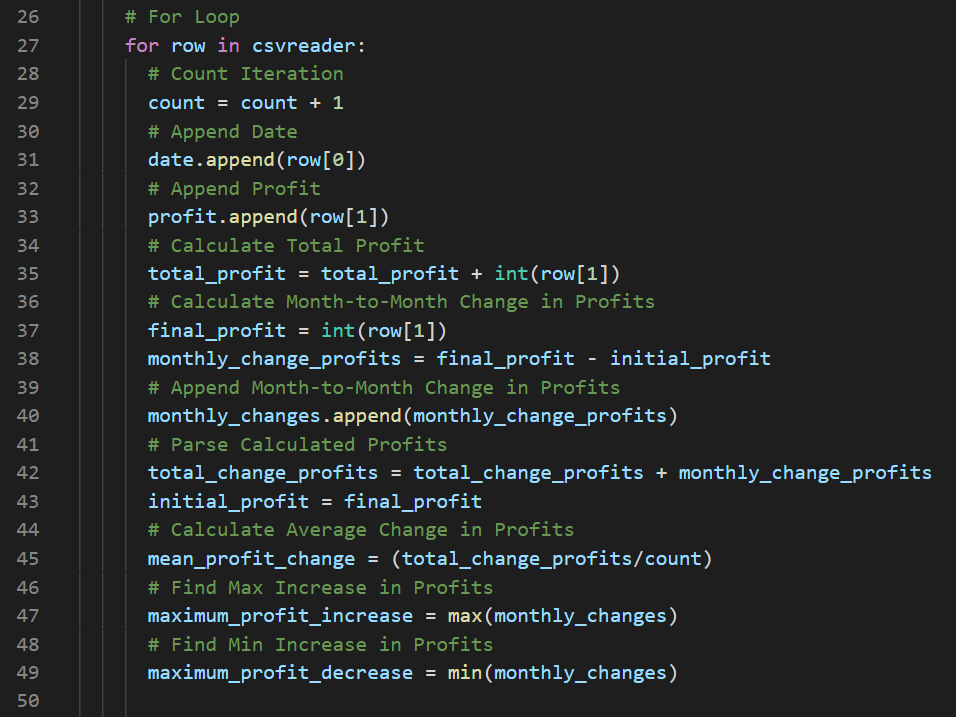 26 # For Loop
27 for row in csvreader:
28 # Count Iteration
29 count = count + 1
30 # Append Date
31 date.append(row[0])
32 # Append Profit
33 profit.append(row[1])
34 # Calculate Total Profit
35 total_profit = total_profit + int(row[1])
36 # Calculate Month-to-Month Change in Profits
37 final_profit = int(row[1])
38 monthly_change_profits = final_profit - initial_profit
39 # Append Month-to-Month Change in Profits
40 monthly_changes.append(monthly_change_profits)
41 # Parse Calculated Profits
42 total_change_profits = total_change_profits + monthly_change_profits
43 initial_profit = final_profit
44 # Calculate Average Change in Profits
45 mean_profit_change = (total_change_profits/count)
46 # Find Max Increase in Profits
47 maximum_profit_increase = max(monthly_changes)
48 # Find Min Increase in Profits
49 maximum_profit_decrease = min(monthly_changes)
50